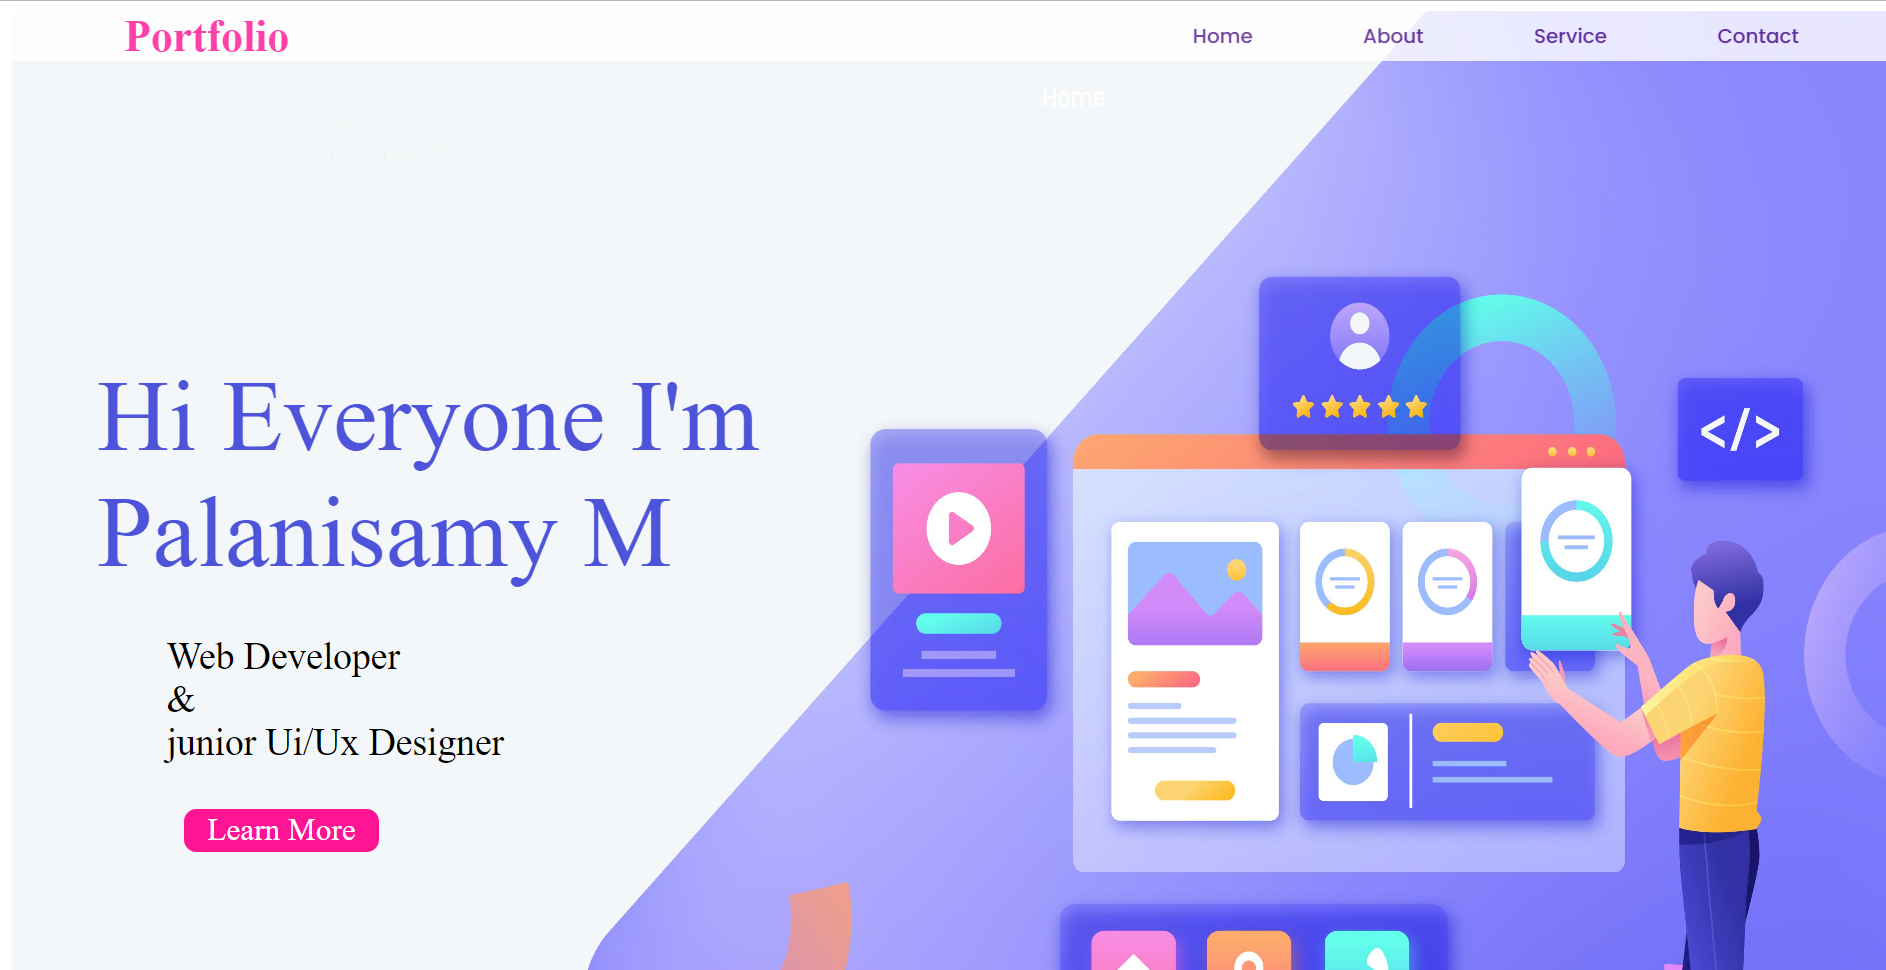 Portfolio
Home About Service Contact
Home
Hi Everyone I'm
Palanisamy M
</>
Web Developer
&
junior Ui/Ux Designer
Learn More